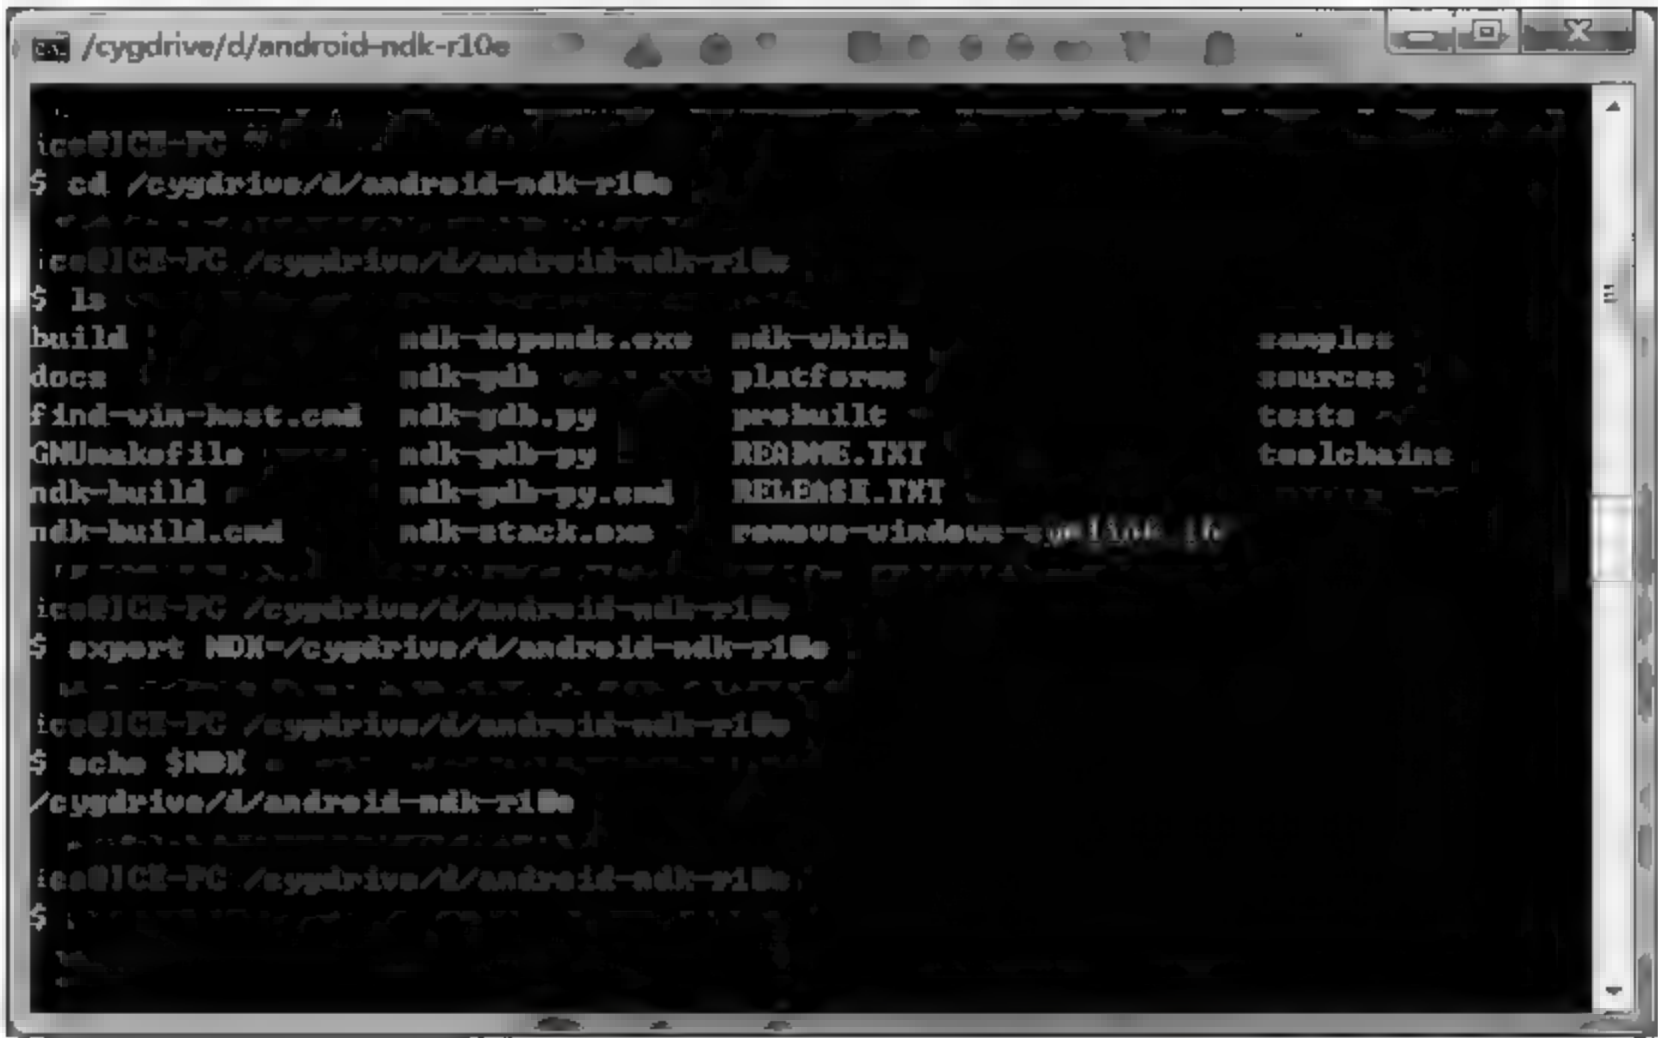 /cygdrive/d/android-ndk-r10e
ice@ICE-PC ~
$ cd /cygdrive/d/android-ndk-r10e
ice@ICE-PC /cygdrive/d/android-ndk-r10e
$ ls
build ndk-depends.exe ndk-which samples
docs ndk-gdb platforms sources
find-win-host.cmd ndk-gdb.py prebuilt tests
GNUmakefile ndk-gdb-py README.TXT toolchains
ndk-build ndk-gdb-py.cmd RELEASE.TXT
ndk-build.cmd ndk-stack.exe remove-windows-symlink.sh
ice@ICE-PC /cygdrive/d/android-ndk-r10e
$ export NDK=/cygdrive/d/android-ndk-r10e
ice@ICE-PC /cygdrive/d/android-ndk-r10e
$ echo $NDK
/cygdrive/d/android-ndk-r10e
ice@ICE-PC /cygdrive/d/android-ndk-r10e
$